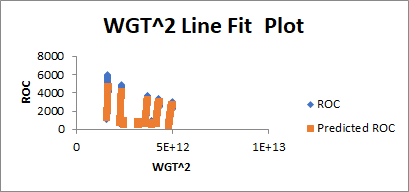 WGT^2 Line Fit Plot
8000
6000
4000
2000
0
ROC
0
5E+12
1E+13
WGT^2
ROC
Predicted ROC